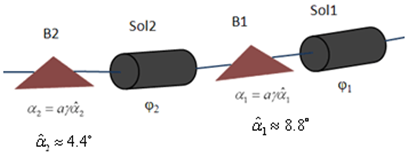 Sol1
B1
Sol2
B2
α₂ = aγα̂₂
φ₂
α₁ = aγα̂₁
φ₁
α̂₂ ≈ 4.4°
α̂₁ ≈ 8.8°